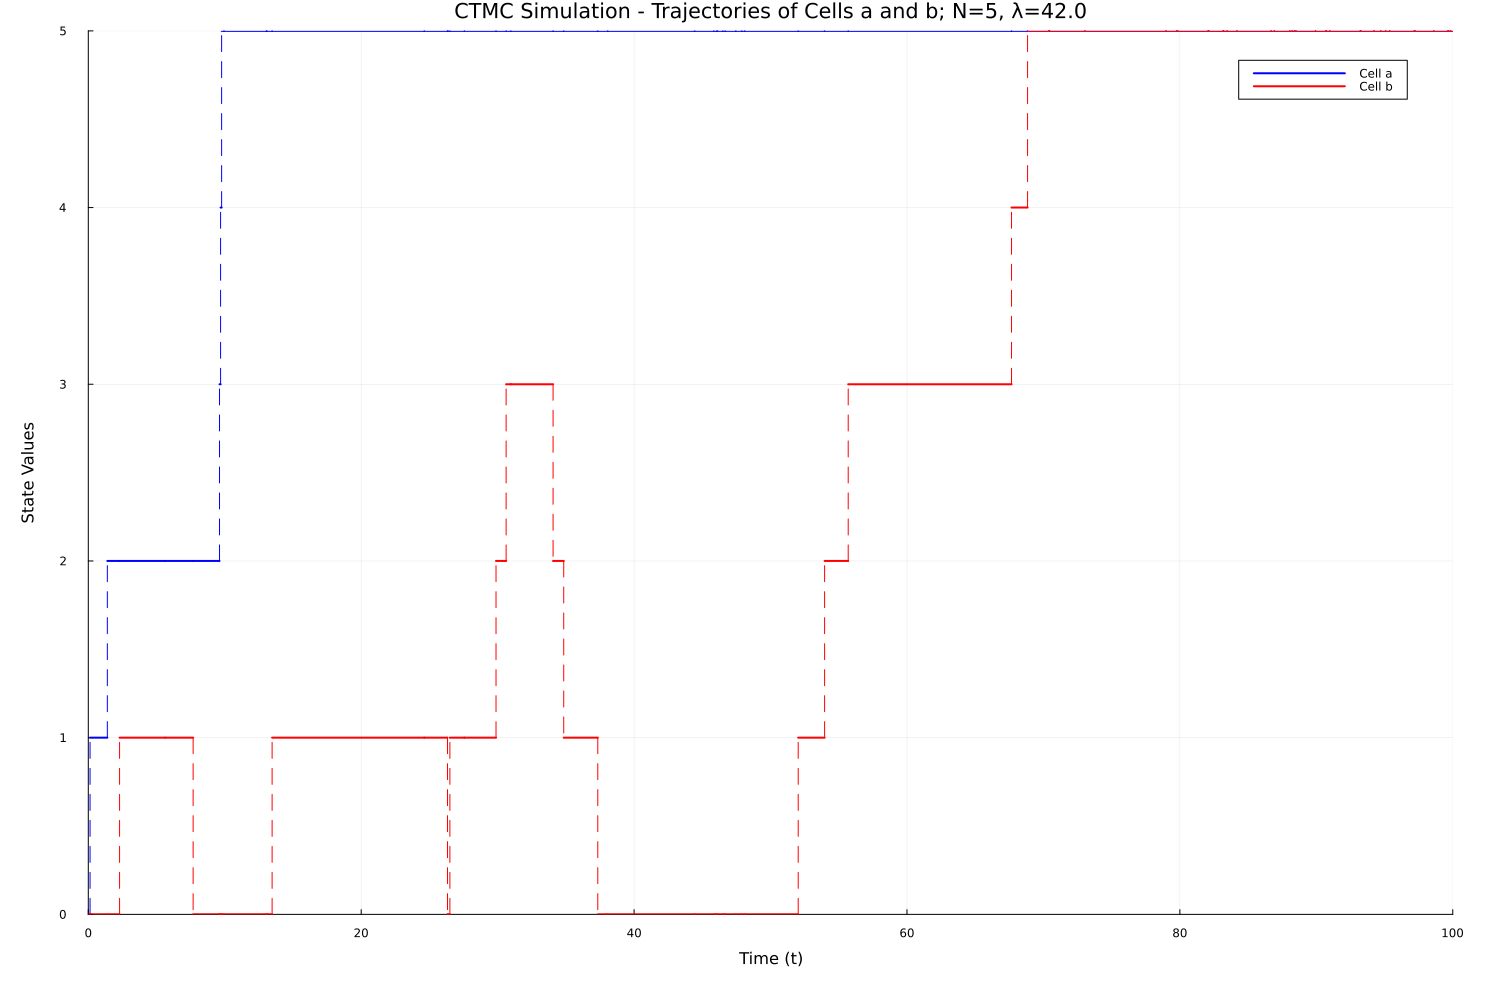 CTMC Simulation - Trajectories of Cells a and b; N=5, λ=42.0
5
Cell a
Cell b
4
3
State Values
2
1
0
0 20 40 60 80 100
Time (t)